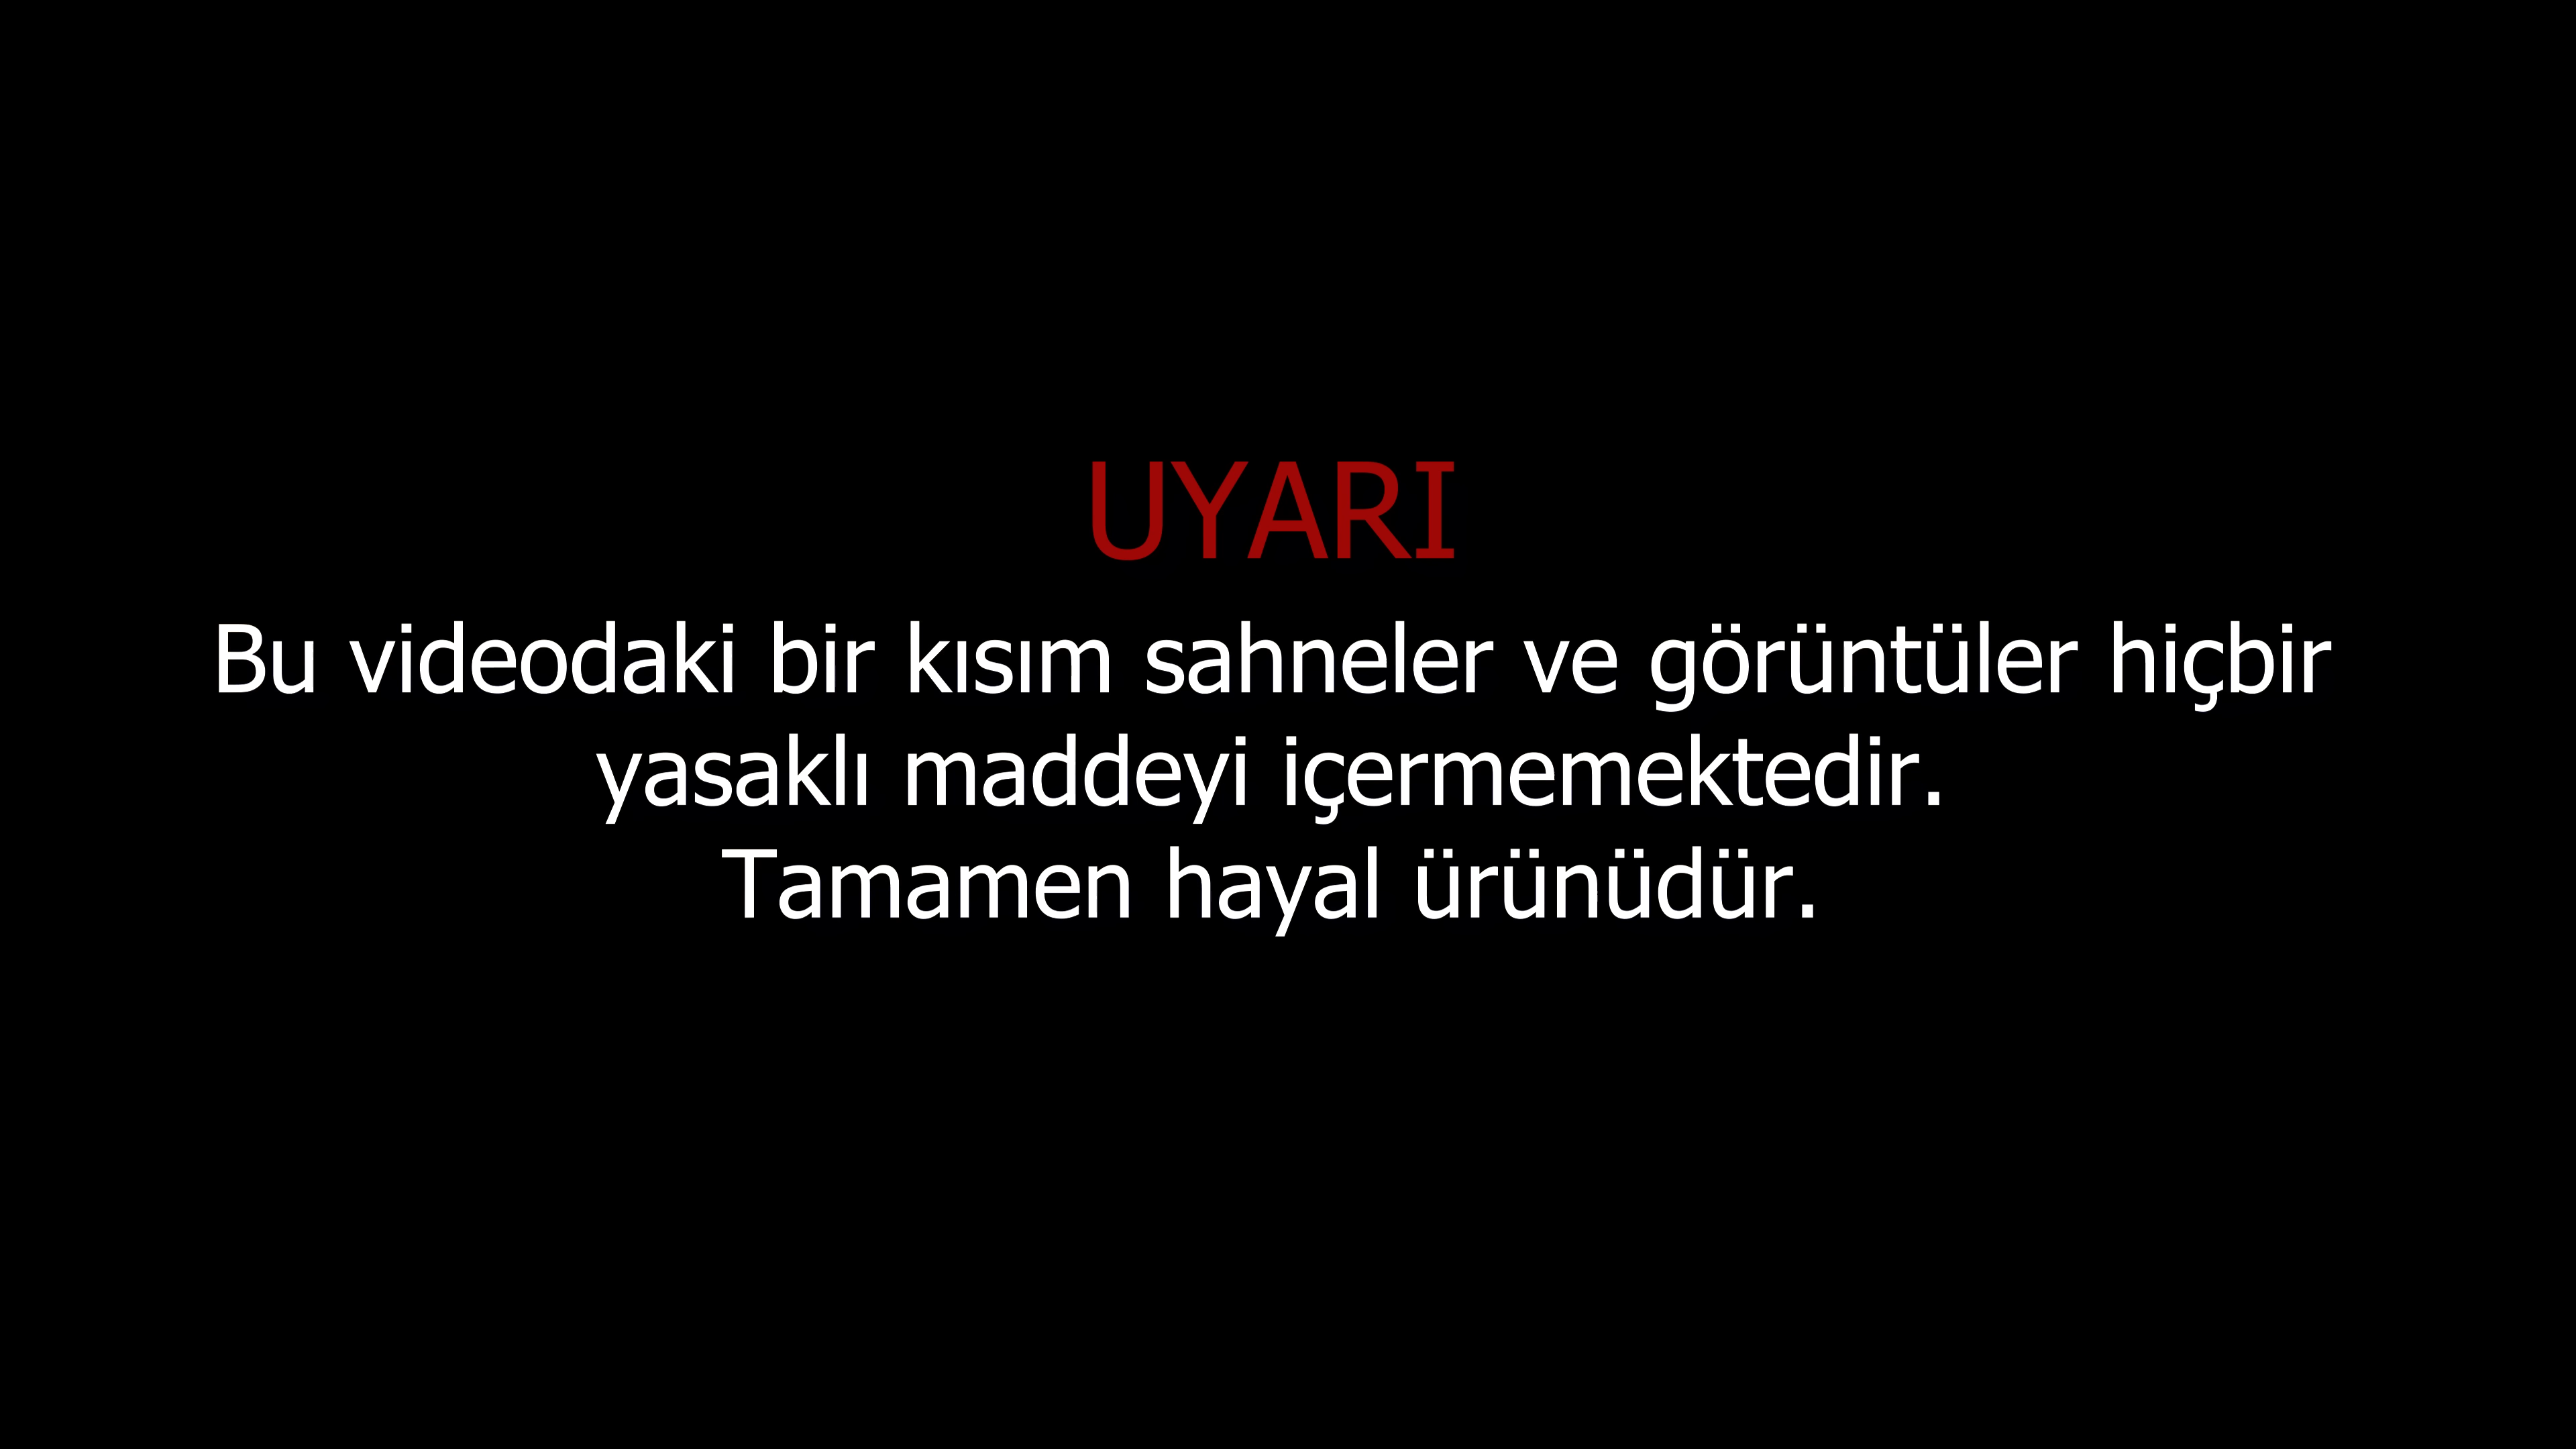 UYARI
Bu videodaki bir kısım sahneler ve görüntüler hiçbir
yasaklı maddeyi içermemektedir.
Tamamen hayal ürünüdür.